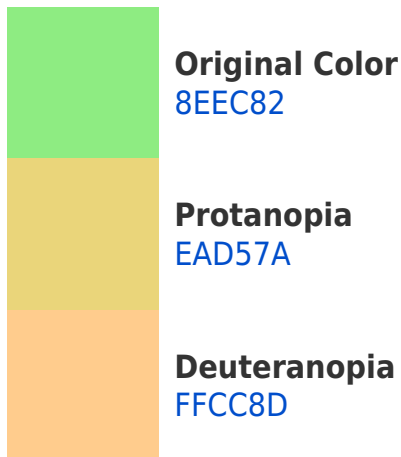 Original Color
8EEC82
Protanopia
EAD57A
Deuteranopia
FFCC8D